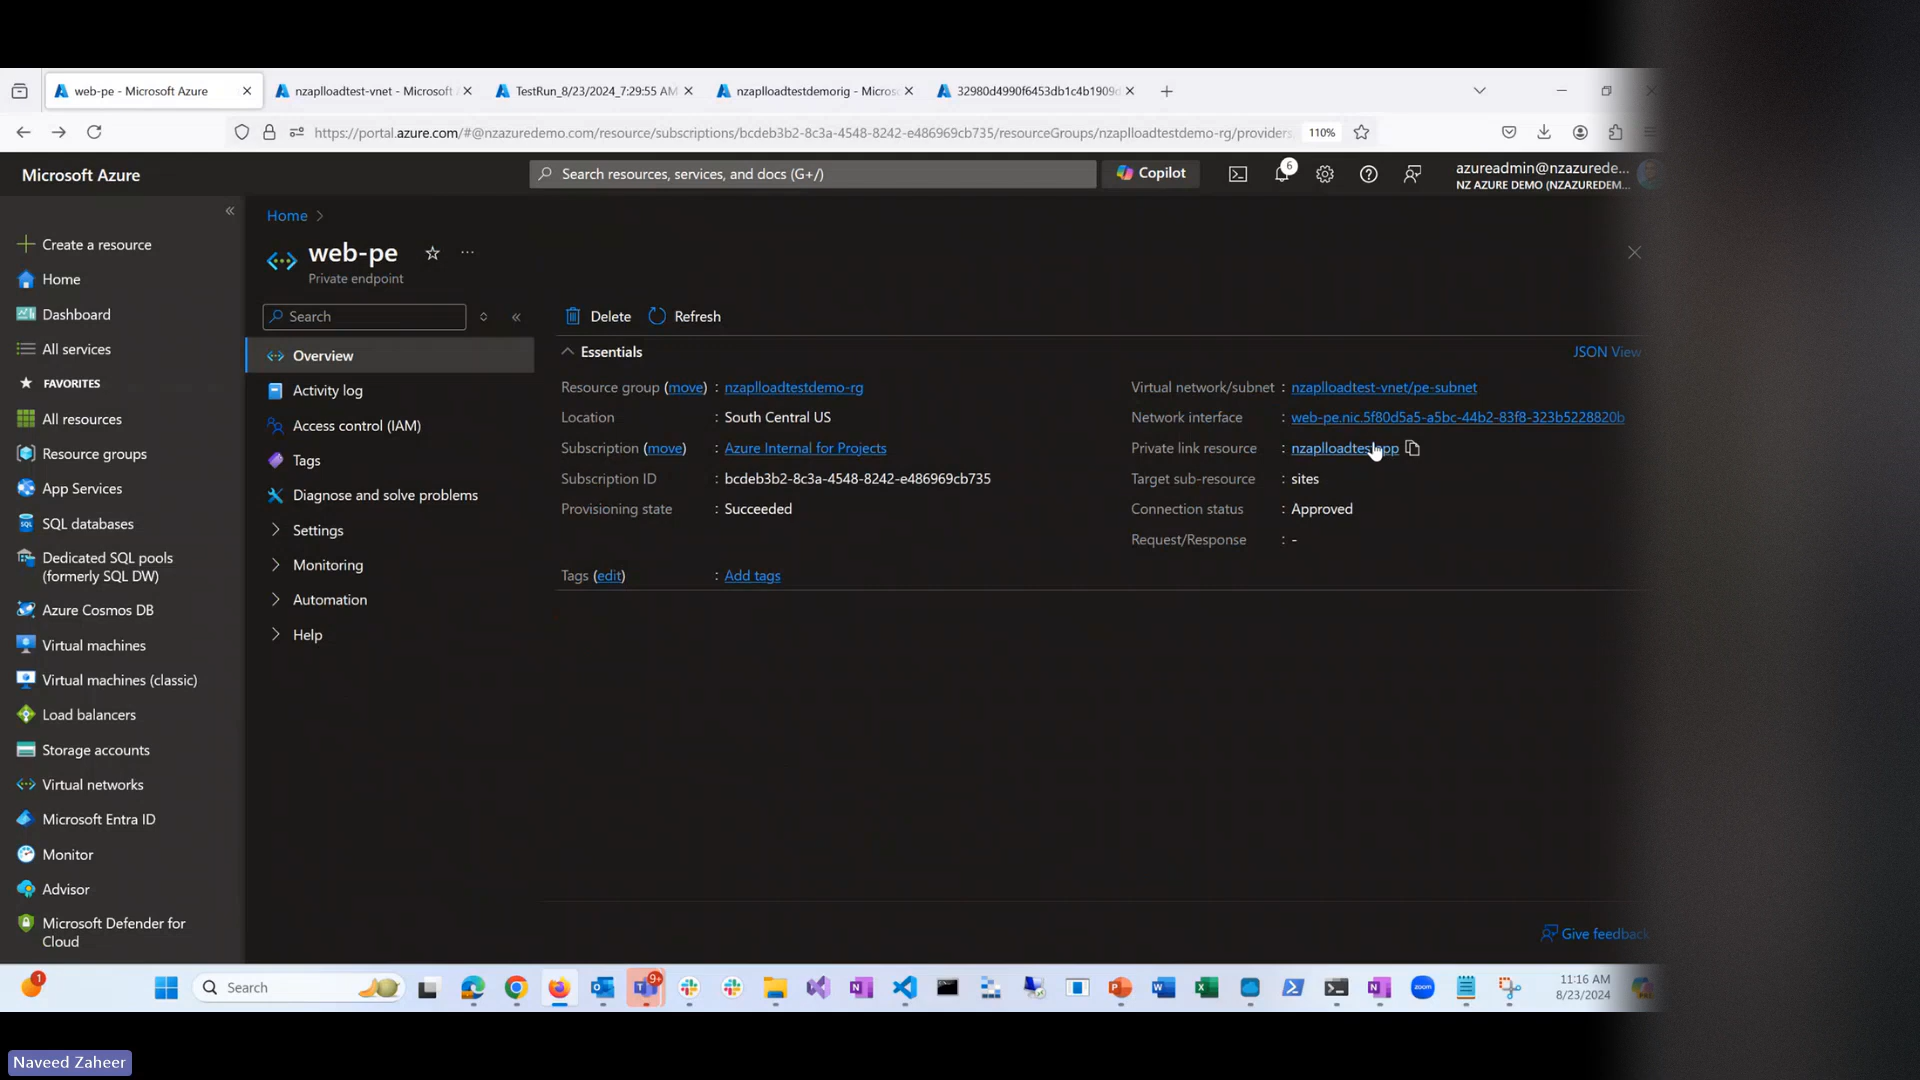 web-pe - Microsoft Azure
nzaplloadtest-vnet - Microsoft
TestRun_8/23/2024_7:29:55 AM
nzaplloadtestdemorig - Micros
32980d4990f6453db1c4b1909
https://portal.azure.com/#@nzazuredemo.com/resource/subscriptions/bcdeb3b2-8c3a-4548-8242-e486969cb735/resourceGroups/nzaplloadtestdemo-rg/providers
110%
Microsoft Azure
Search resources, services, and docs (G+/)
Copilot
6
azureadmin@nzazurede...
NZ AZURE DEMO (NZAZUREDEM...
Create a resource
Home
Dashboard
All services
FAVORITES
All resources
Resource groups
App Services
SQL databases
Dedicated SQL pools
(formerly SQL DW)
Azure Cosmos DB
Virtual machines
Virtual machines (classic)
Load balancers
Storage accounts
Virtual networks
Microsoft Entra ID
Monitor
Advisor
Microsoft Defender for
Cloud
Home
web-pe
Private endpoint
Search
Overview
Activity log
Access control (IAM)
Tags
Diagnose and solve problems
Settings
Monitoring
Automation
Help
Delete
Refresh
Essentials
JSON View
Resource group (move) : nzaplloadtestdemo-rg
Location : South Central US
Subscription (move) : Azure Internal for Projects
Subscription ID : bcdeb3b2-8c3a-4548-8242-e486969cb735
Provisioning state : Succeeded
Virtual network/subnet : nzaplloadtest-vnet/pe-subnet
Network interface : web-pe.nic.5f80d5a5-a5bc-44b2-83f8-323b5228820b
Private link resource :
Target sub-resource : sites
Connection status : Approved
Request/Response : -
Tags (edit) : Add tags
Give feedback
1
Search
9+
zoom
11:16 AM
8/23/2024
Naveed Zaheer